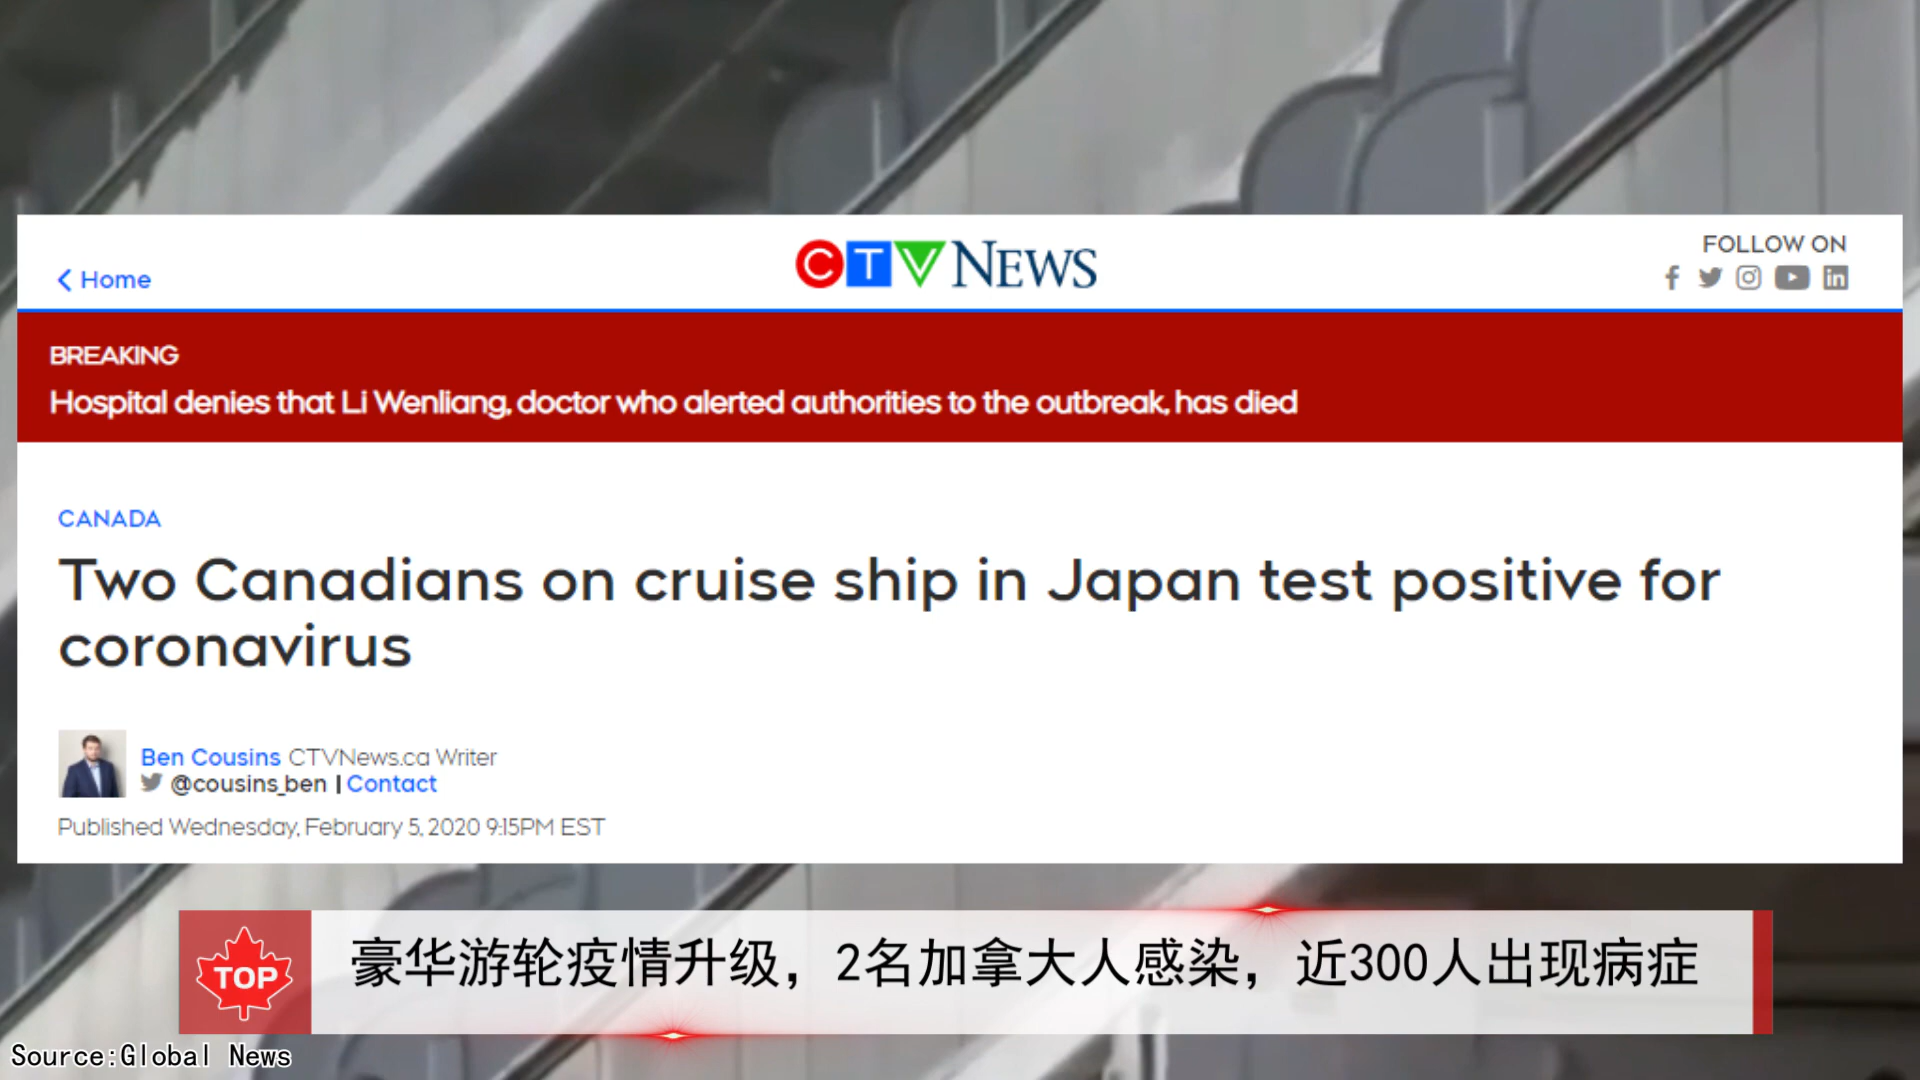 Home
CTV NEWS
FOLLOW ON
BREAKING
Hospital denies that Li Wenliang, doctor who alerted authorities to the outbreak, has died
CANADA
Two Canadians on cruise ship in Japan test positive for
coronavirus
Ben Cousins CTVNews.ca Writer
@cousins_ben | Contact
Published Wednesday, February 5, 2020 9:15PM EST
TOP
豪华游轮疫情升级，2名加拿大人感染，近300人出现病症
Source:Global News